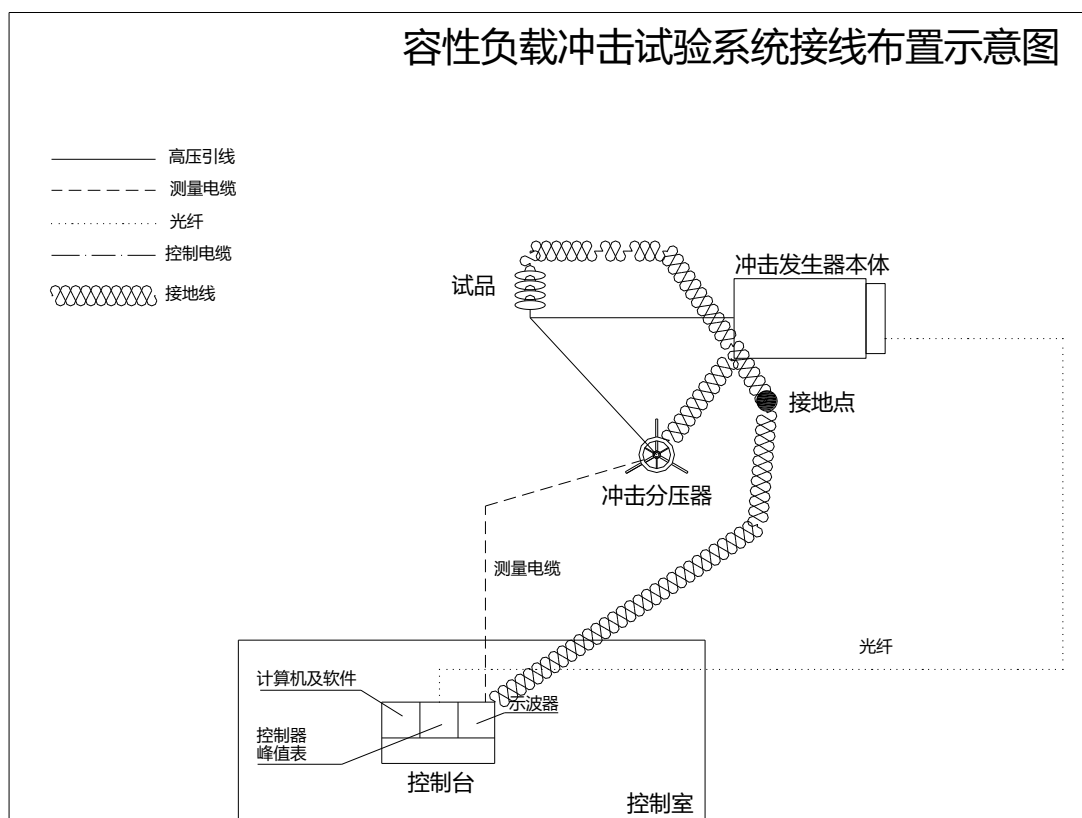 容性负载冲击试验系统接线布置示意图
高压引线
测量电缆
光纤
控制电缆
接地线
试品
冲击发生器本体
接地点
冲击分压器
测量电缆
光纤
计算机及软件
示波器
控制器
峰值表
控制台
控制室